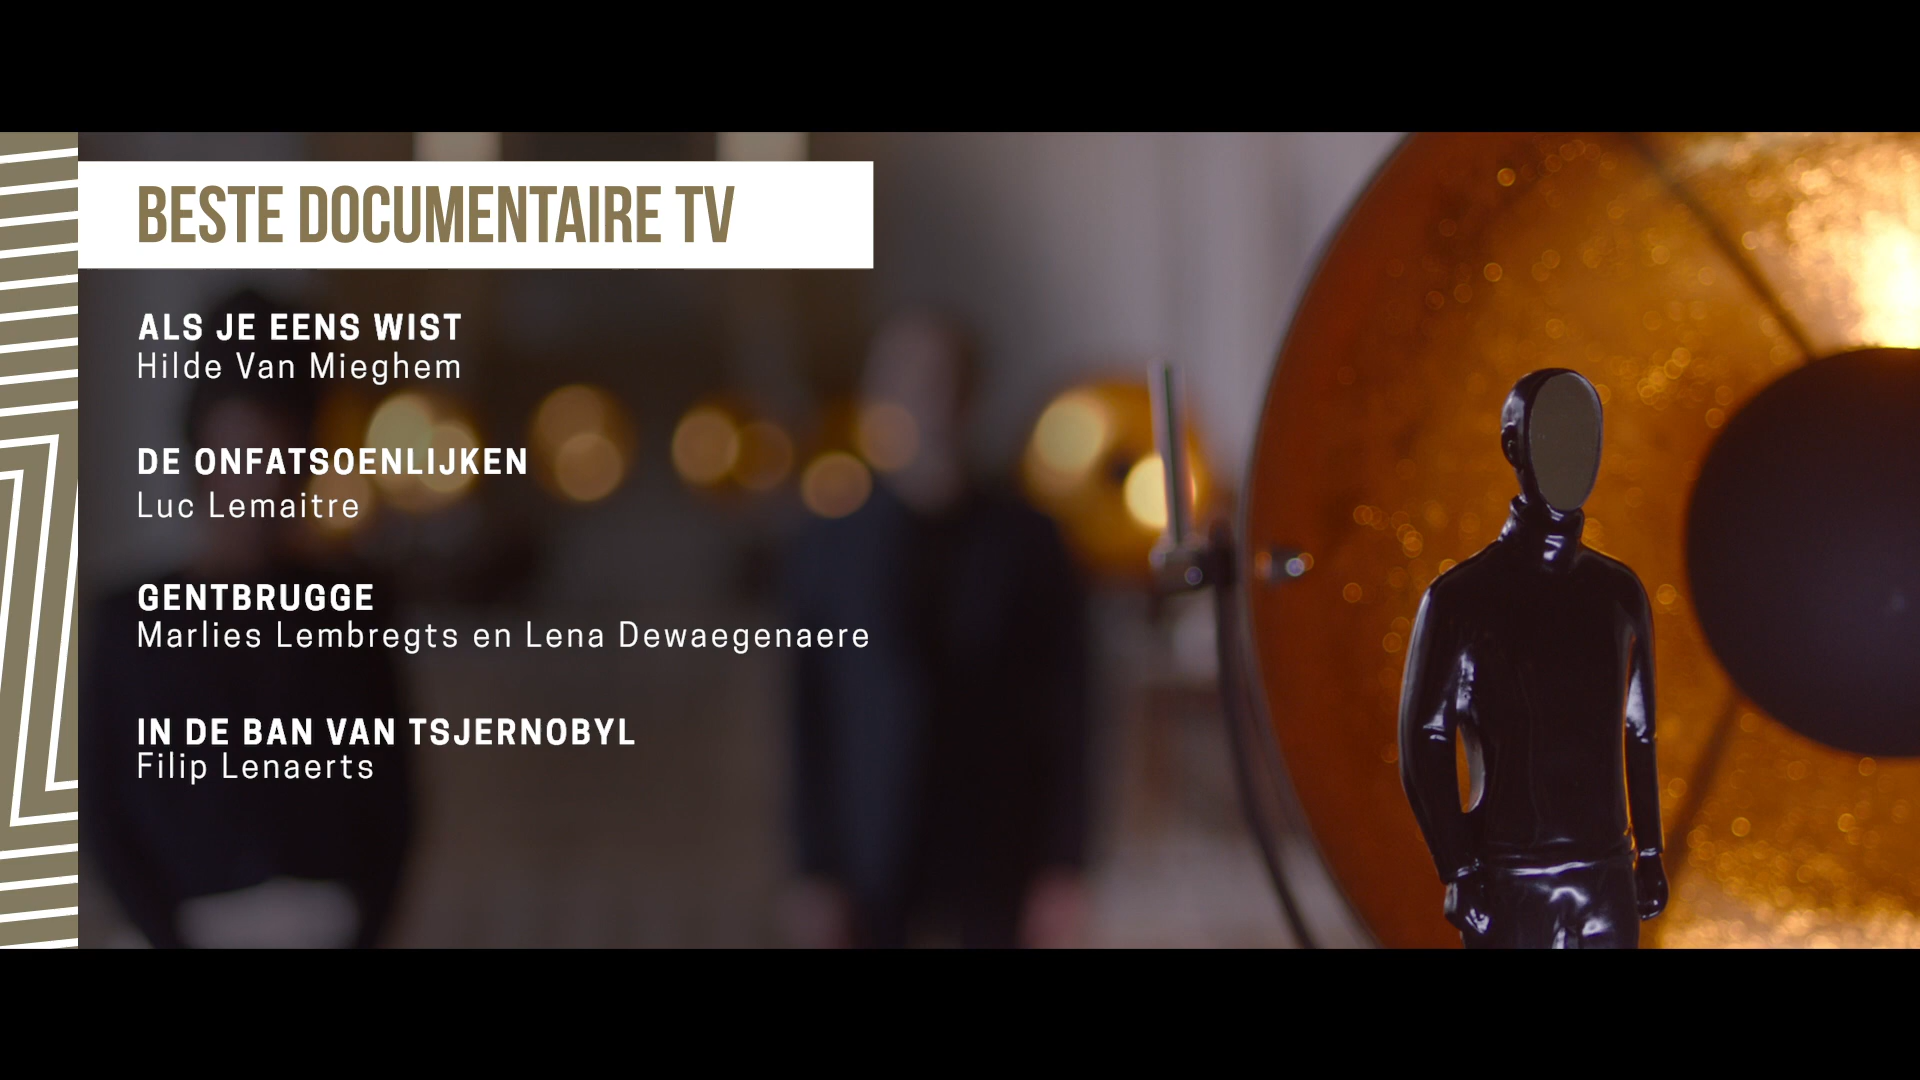 BESTE DOCUMENTAIRE TV
ALS JE EENS WIST
Hilde Van Mieghem
DE ONFATSOENLIJKEN
Luc Lemaitre
GENTBRUGGE
Marlies Lembregts en Lena Dewaegenaere
IN DE BAN VAN TSJERNOBYL
Filip Lenaerts